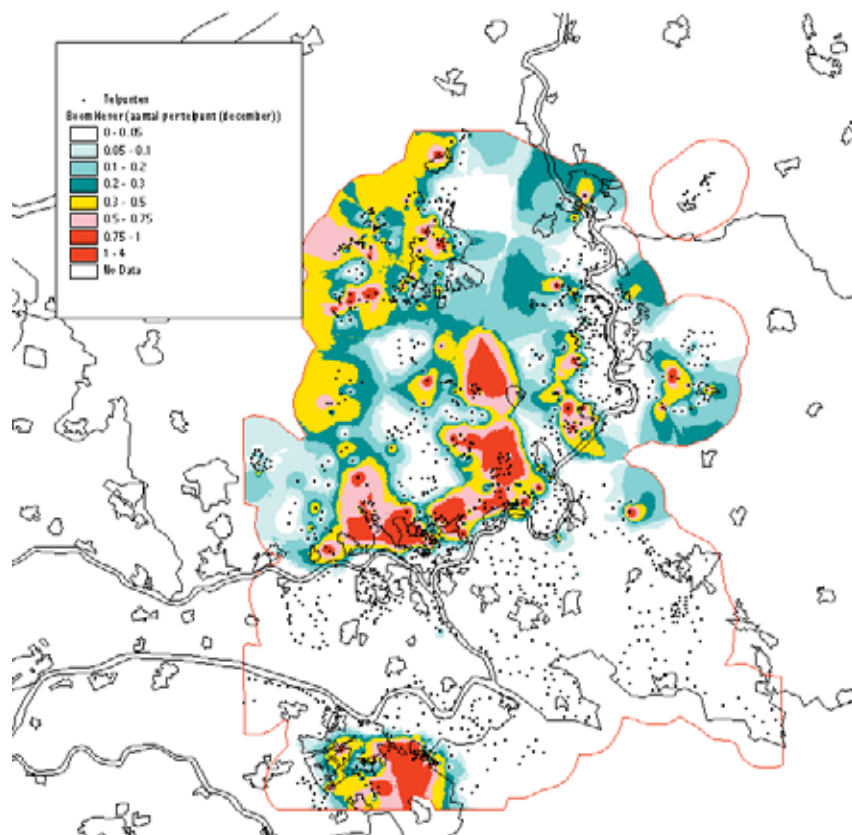 Telpunten
BoomKlever (aantal per telpunt (december))
0 - 0.05
0.05 - 0.1
0.1 - 0.2
0.2 - 0.3
0.3 - 0.5
0.5 - 0.75
0.75 - 1
1 - 4
No Data